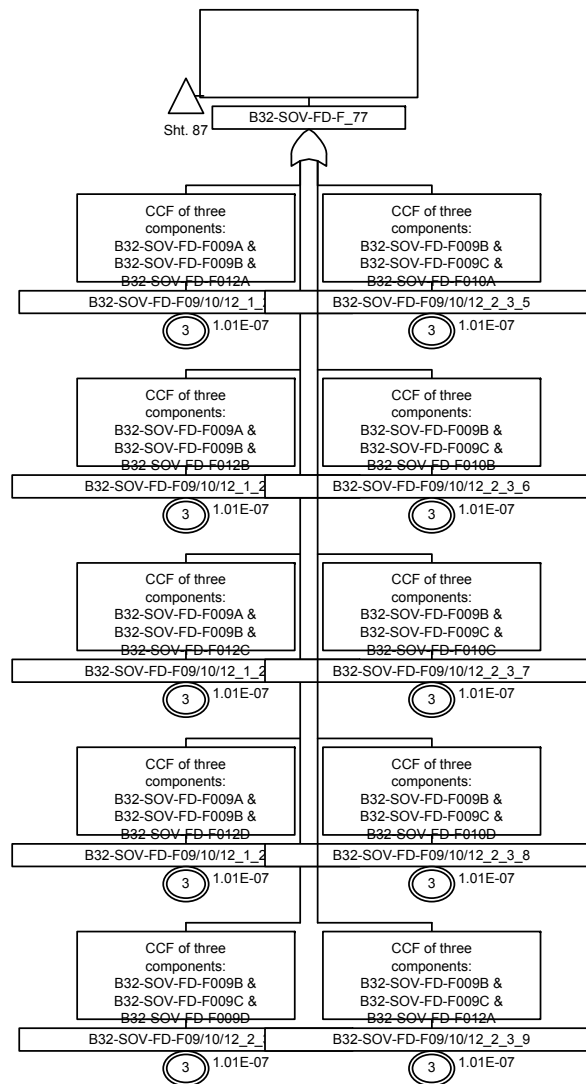 B32-SOV-FD-F_77
Sht. 87
CCF of three
components:
B32-SOV-FD-F009A &
B32-SOV-FD-F009B &
B32-SOV-FD-F012A
B32-SOV-FD-F09/10/12_1_
3
1.01E-07
CCF of three
components:
B32-SOV-FD-F009B &
B32-SOV-FD-F009C &
B32-SOV-FD-F010A
B32-SOV-FD-F09/10/12_2_3_5
3
1.01E-07
CCF of three
components:
B32-SOV-FD-F009A &
B32-SOV-FD-F009B &
B32-SOV-FD-F012B
B32-SOV-FD-F09/10/12_1_2
3
1.01E-07
CCF of three
components:
B32-SOV-FD-F009B &
B32-SOV-FD-F009C &
B32-SOV-FD-F010B
B32-SOV-FD-F09/10/12_2_3_6
3
1.01E-07
CCF of three
components:
B32-SOV-FD-F009A &
B32-SOV-FD-F009B &
B32-SOV-FD-F012C
B32-SOV-FD-F09/10/12_1_2
3
1.01E-07
CCF of three
components:
B32-SOV-FD-F009B &
B32-SOV-FD-F009C &
B32-SOV-FD-F010C
B32-SOV-FD-F09/10/12_2_3_7
3
1.01E-07
CCF of three
components:
B32-SOV-FD-F009A &
B32-SOV-FD-F009B &
B32-SOV-FD-F012D
B32-SOV-FD-F09/10/12_1_2
3
1.01E-07
CCF of three
components:
B32-SOV-FD-F009B &
B32-SOV-FD-F009C &
B32-SOV-FD-F010D
B32-SOV-FD-F09/10/12_2_3_8
3
1.01E-07
CCF of three
components:
B32-SOV-FD-F009B &
B32-SOV-FD-F009C &
B32-SOV-FD-F009D
B32-SOV-FD-F09/10/12_2_
3
1.01E-07
CCF of three
components:
B32-SOV-FD-F009B &
B32-SOV-FD-F009C &
B32-SOV-FD-F012A
B32-SOV-FD-F09/10/12_2_3_9
3
1.01E-07